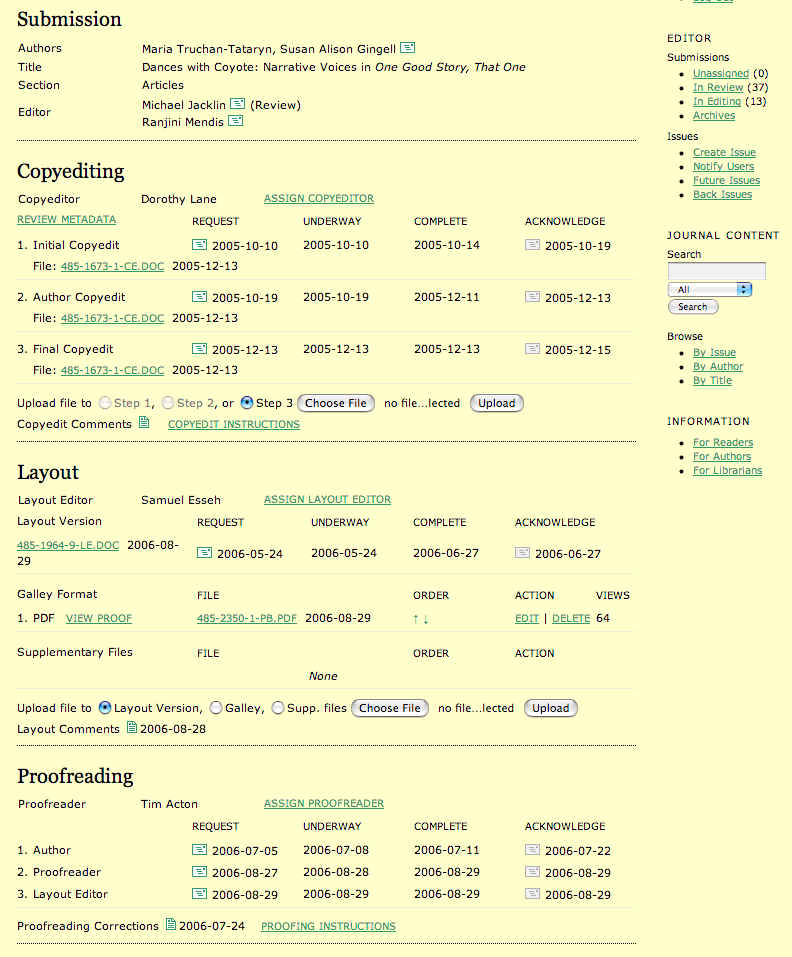 Submission
Authors Maria Truchan-Tataryn, Susan Alison Gingell
Title Dances with Coyote: Narrative Voices in One Good Story, That One
Section Articles
Editor Michael Jacklin (Review)
Ranjini Mendis
Copyediting
Copyeditor Dorothy Lane ASSIGN COPYEDITOR
REVIEW METADATA REQUEST UNDERWAY COMPLETE ACKNOWLEDGE
1. Initial Copyedit 2005-10-10 2005-10-10 2005-10-14 2005-10-19
File: 485-1673-1-CE.DOC 2005-12-13
2. Author Copyedit 2005-10-19 2005-10-19 2005-12-11 2005-12-13
File: 485-1673-1-CE.DOC 2005-12-13
3. Final Copyedit 2005-12-13 2005-12-13 2005-12-13 2005-12-15
File: 485-1673-1-CE.DOC 2005-12-13
Upload file to Step 1, Step 2, or Step 3 Choose File no file...lected Upload
Copyedit Comments COPYEDIT INSTRUCTIONS
Layout
Layout Editor Samuel Esseh ASSIGN LAYOUT EDITOR
Layout Version REQUEST UNDERWAY COMPLETE ACKNOWLEDGE
485-1964-9-LE.DOC 2006-08-29 2006-05-24 2006-05-24 2006-06-27 2006-06-27
Galley Format FILE ORDER ACTION VIEWS
1. PDF VIEW PROOF 485-2350-1-PB.PDF 2006-08-29 ↑ ↓ EDIT | DELETE 64
Supplementary Files FILE ORDER ACTION
None
Upload file to Layout Version, Galley, Supp. files Choose File no file...lected Upload
Layout Comments 2006-08-28
Proofreading
Proofreader Tim Acton ASSIGN PROOFREADER
REQUEST UNDERWAY COMPLETE ACKNOWLEDGE
1. Author 2006-07-05 2006-07-08 2006-07-11 2006-07-22
2. Proofreader 2006-08-27 2006-08-28 2006-08-29 2006-08-29
3. Layout Editor 2006-08-29 2006-08-29 2006-08-29 2006-08-29
Proofreading Corrections 2006-07-24 PROOFING INSTRUCTIONS
EDITOR
Submissions
Unassigned (0)
In Review (37)
In Editing (13)
Archives
Issues
Create Issue
Notify Users
Future Issues
Back Issues
JOURNAL CONTENT
Search
All
Search
Browse
By Issue
By Author
By Title
INFORMATION
For Readers
For Authors
For Librarians